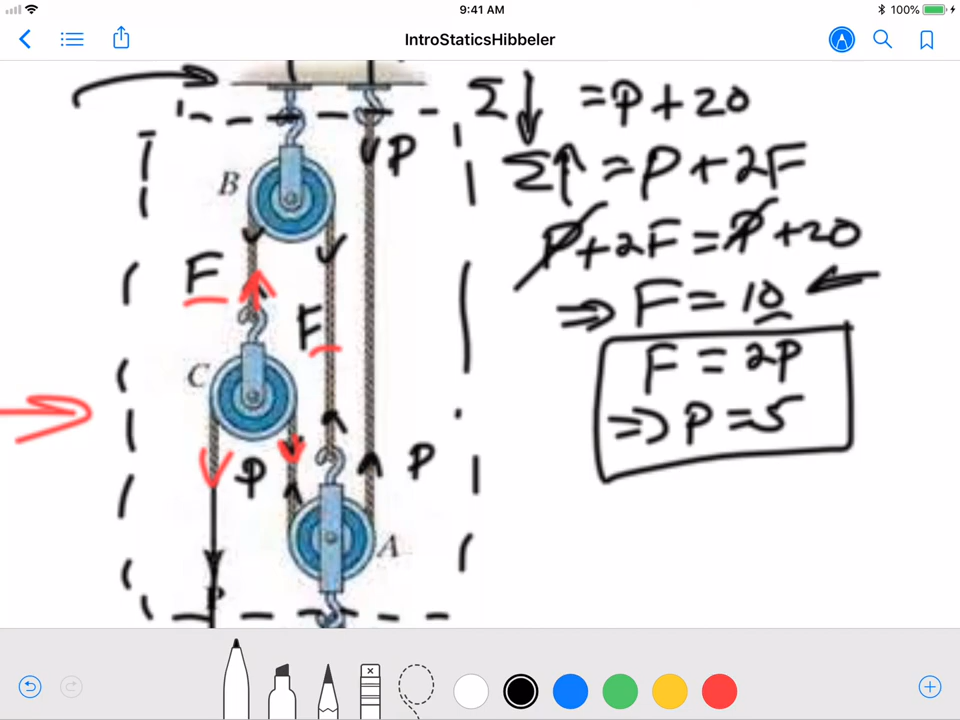 9:41 AM
100%
IntroStaticsHibbeler
Σ↓ = P + 20
P
Σ↑ = P + 2F
B
P + 2F = P + 20
F
⇒ F = 10
F
F = 2P
C
⇒ P = 5
P
P
A
P